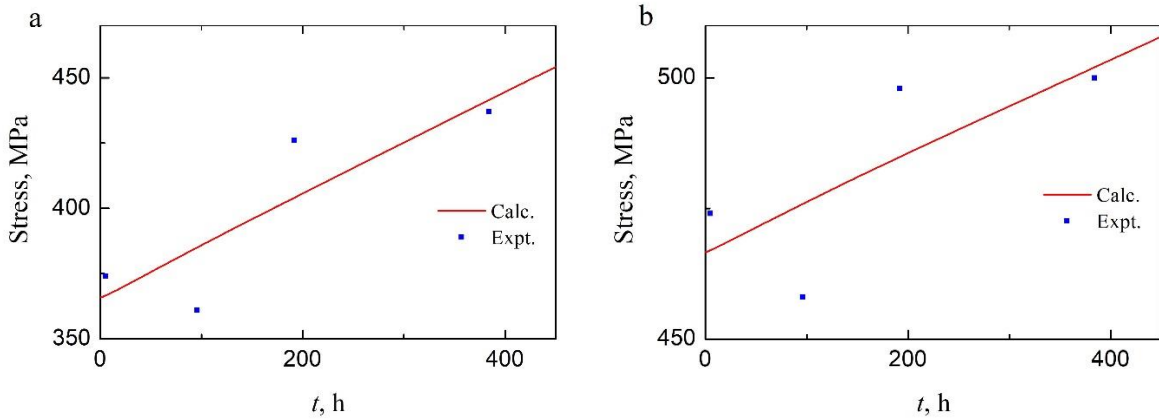 a
Stress, MPa
450
400
350
0
200
400
t, h
Calc.
Expt.
b
Stress, MPa
500
450
0
200
400
t, h
Calc.
Expt.